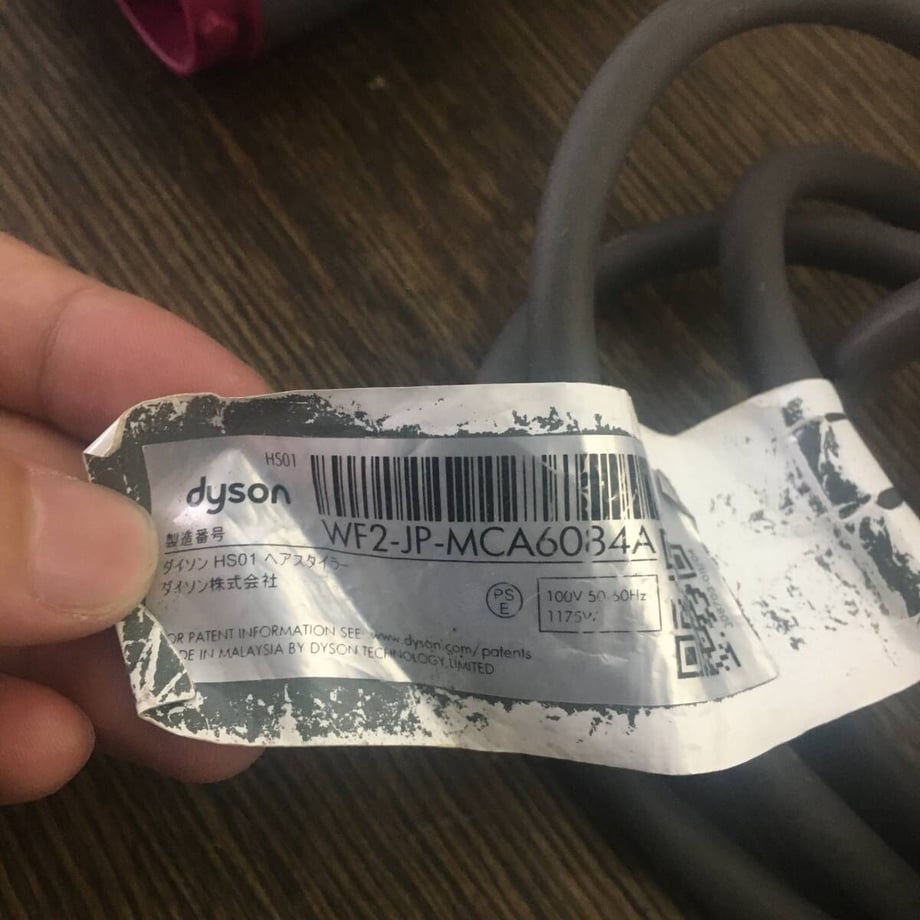 HS01
dyson
製造番号 WF2-JP-MCA6084A
ダイソン HS01 ヘアスタイラー
ダイソン株式会社
PS
E
100V 50-60Hz
1175W
FOR PATENT INFORMATION SEE www.dyson.com/patents
MADE IN MALAYSIA BY DYSON TECHNOLOGY LIMITED